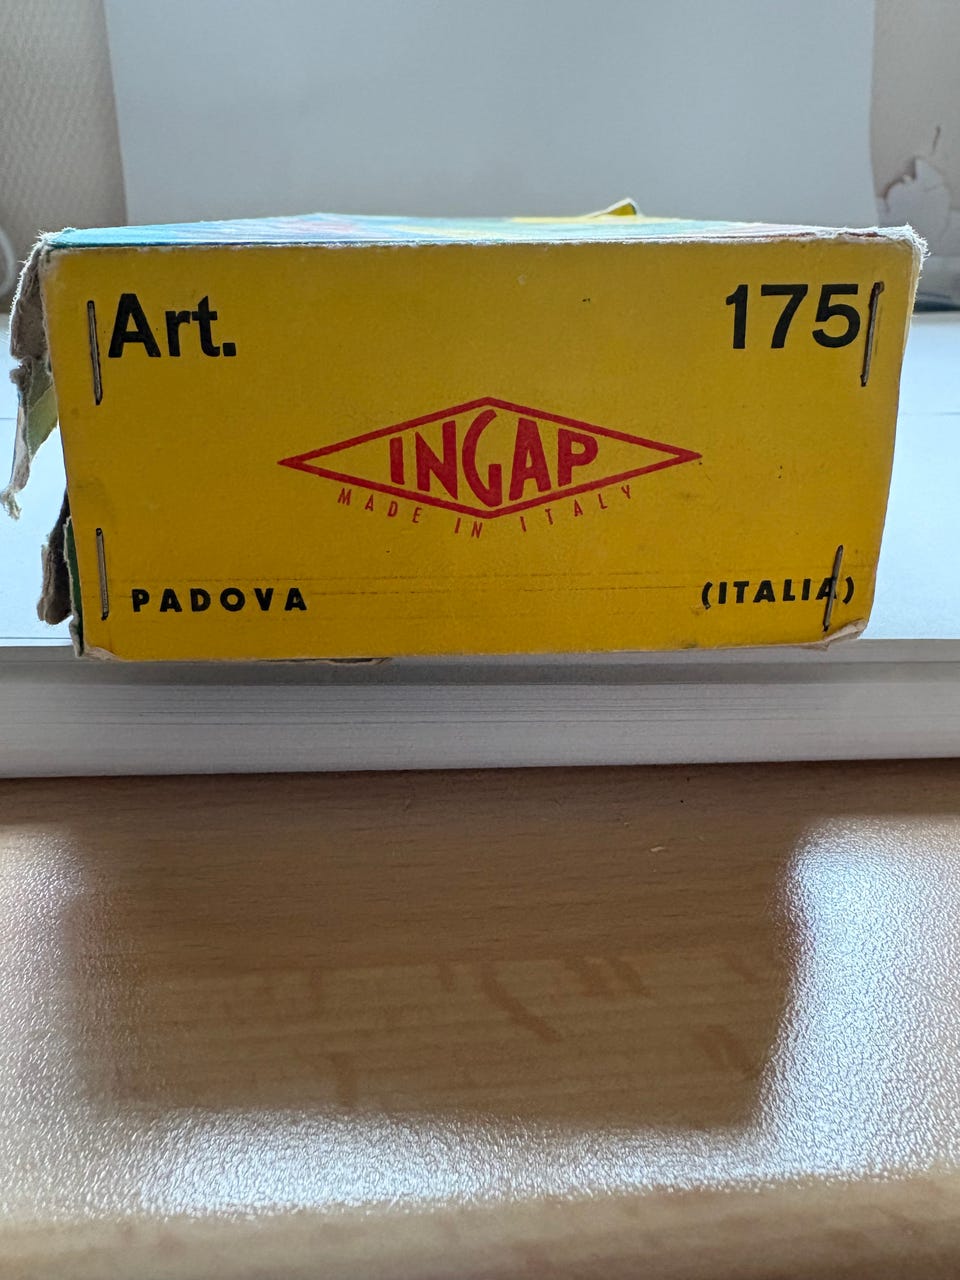 Art. 175
INGAP
MADE IN ITALY
PADOVA (ITALIA)